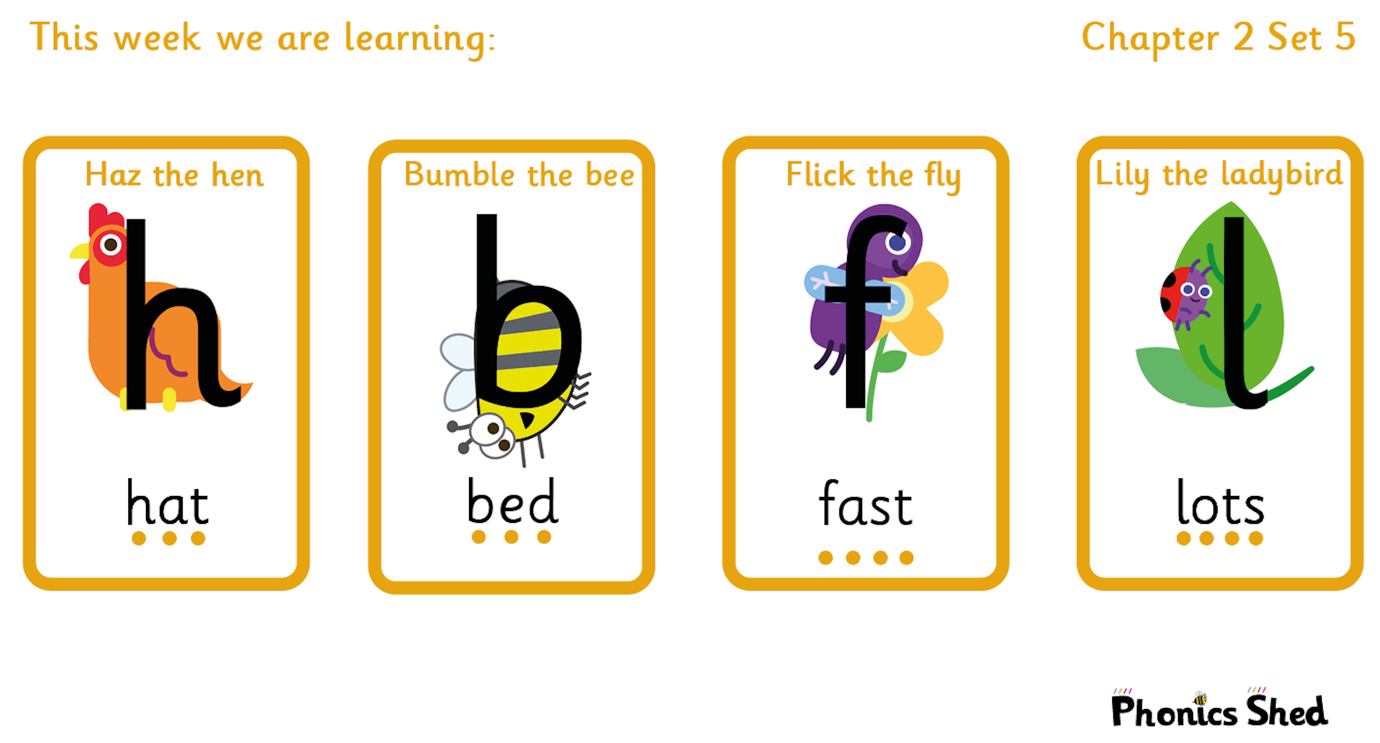 This week we are learning:
Chapter 2 Set 5
Haz the hen
h
hat
Bumble the bee
b
bed
Flick the fly
f
fast
Lily the ladybird
l
lots
Phonics Shed